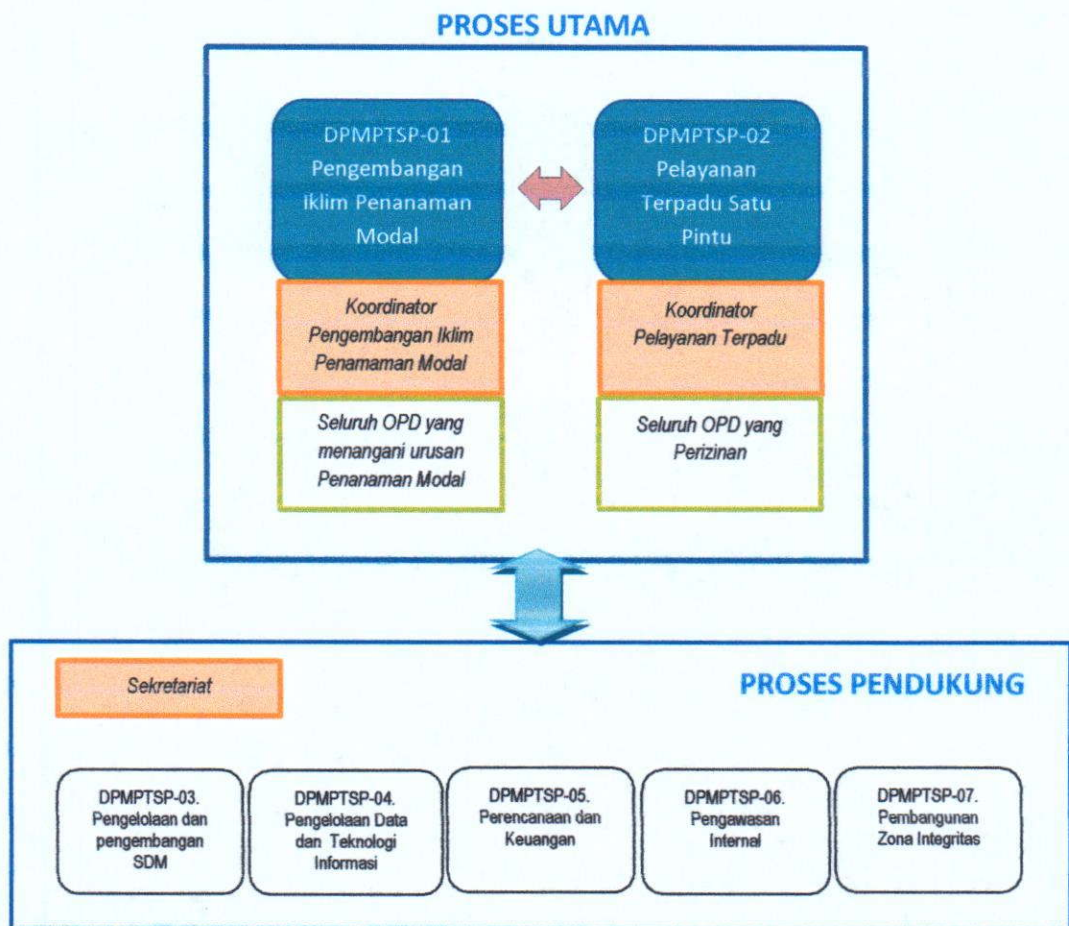 PROSES UTAMA
DPMPTSP-01
Pengembangan
iklim Penanaman
Modal
DPMPTSP-02
Pelayanan
Terpadu Satu
Pintu
Koordinator
Pengembangan Iklim
Penamaman Modal
Koordinator
Pelayanan Terpadu
Seluruh OPD yang
menangani urusan
Penanaman Modal
Seluruh OPD yang
Perizinan
Sekretariat
PROSES PENDUKUNG
DPMPTSP-03.
Pengelolaan dan
pengembangan
SDM
DPMPTSP-04.
Pengelolaan Data
dan Teknologi
Informasi
DPMPTSP-05.
Perencanaan dan
Keuangan
DPMPTSP-06.
Pengawasan
Internal
DPMPTSP-07.
Pembangunan
Zona Integritas